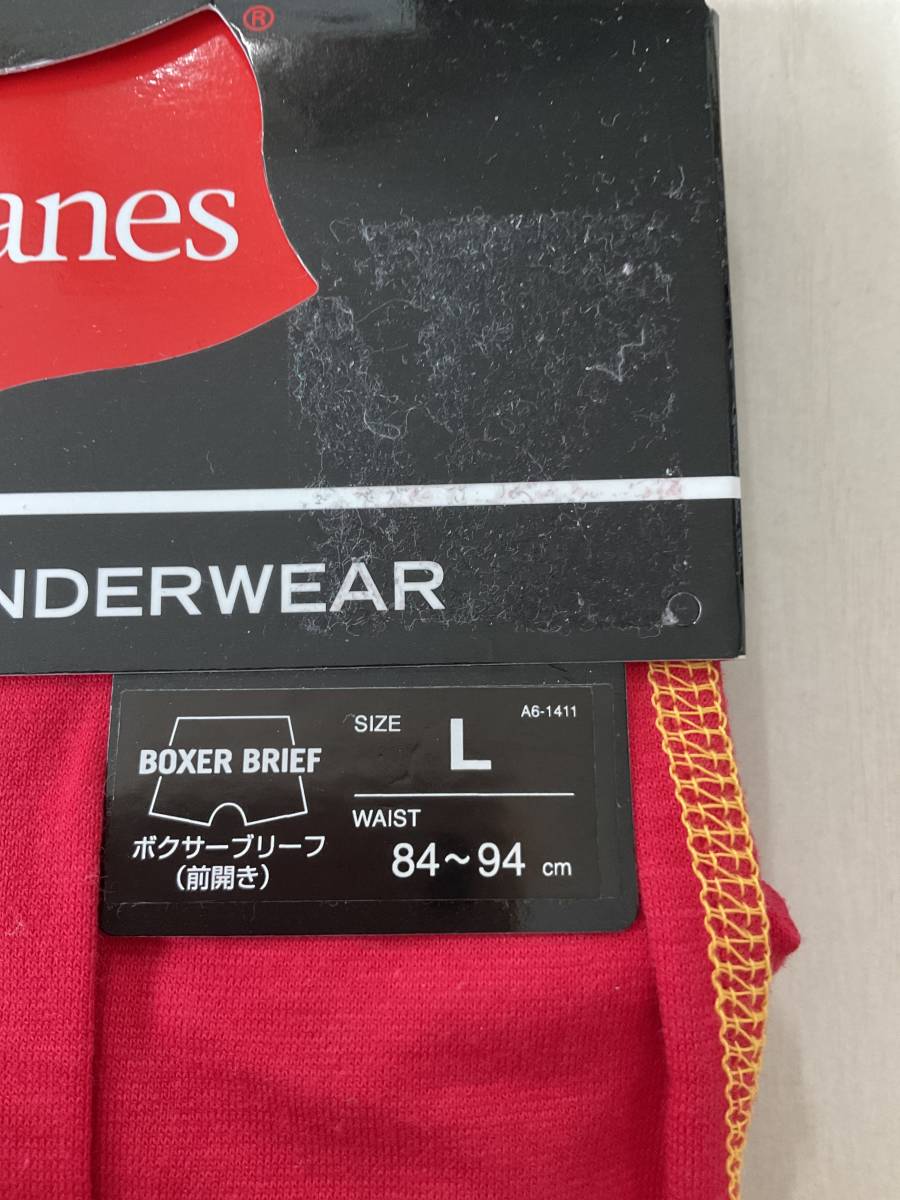 ®
anes
NDERWEAR
BOXER BRIEF
ボクサーブリーフ
(前開き)
SIZE L A6-1411
WAIST
84~94 cm